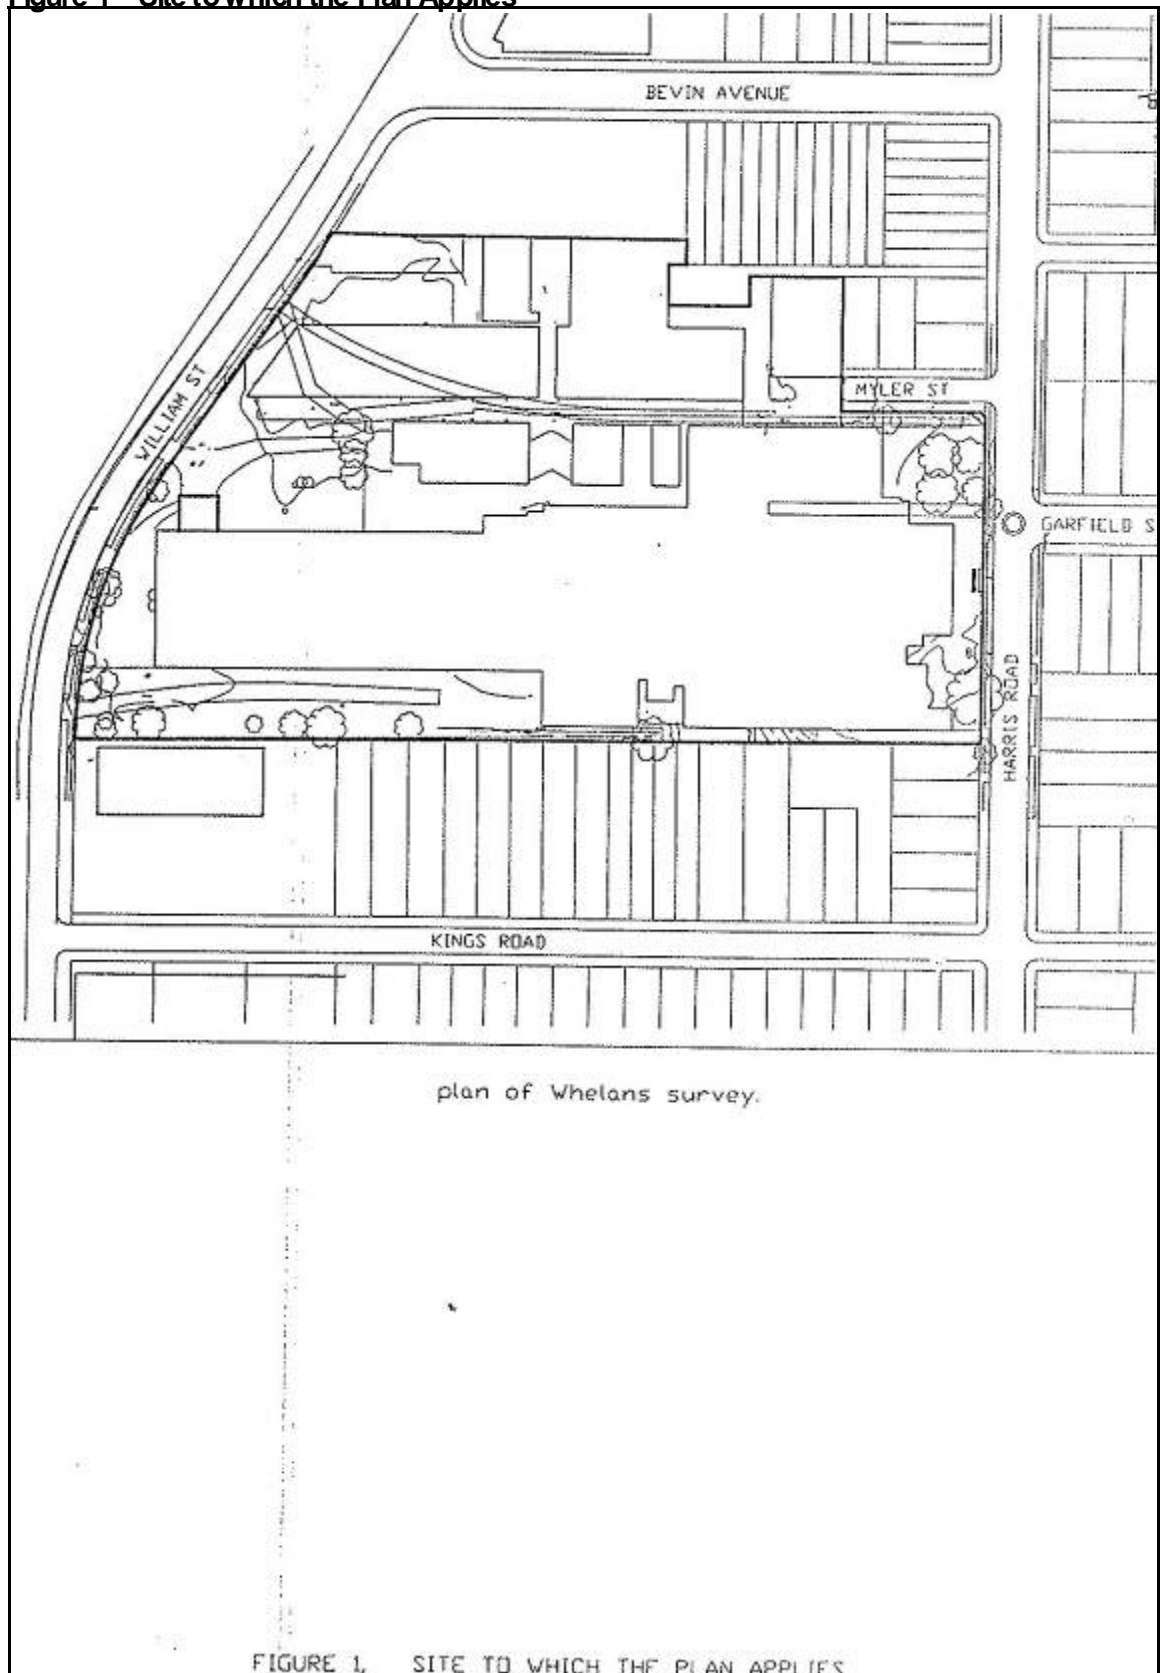 Figure 1 Site to which the Plan Applies
BEVIN AVENUE
WILLIAM ST
MYLER ST
GARFIELD S
HARRIS ROAD
KINGS ROAD
plan of Whelans survey.
FIGURE 1. SITE TO WHICH THE PLAN APPLIES